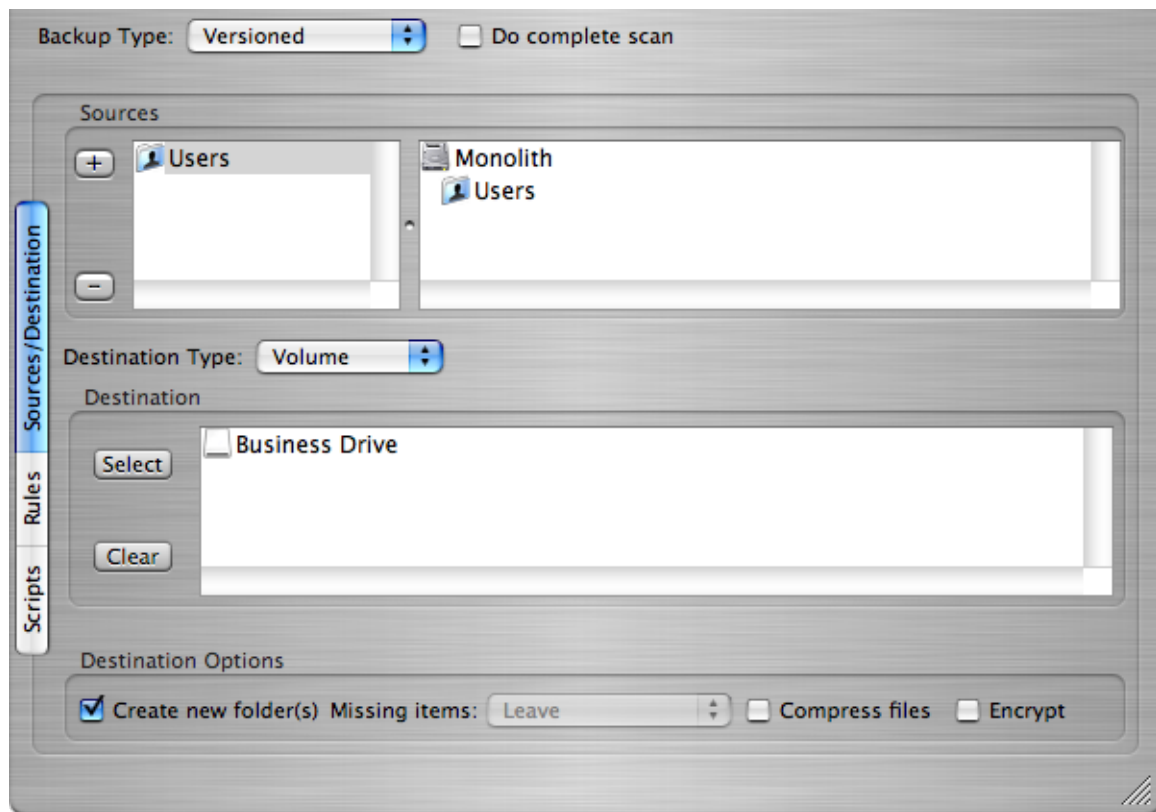 Backup Type: Versioned Do complete scan
Sources
+ Users Monolith
Users
-
Destination Type: Volume
Destination
Business Drive
Select
Clear
Sources/Destination
Rules
Scripts
Destination Options
Create new folder(s) Missing items: Leave Compress files Encrypt